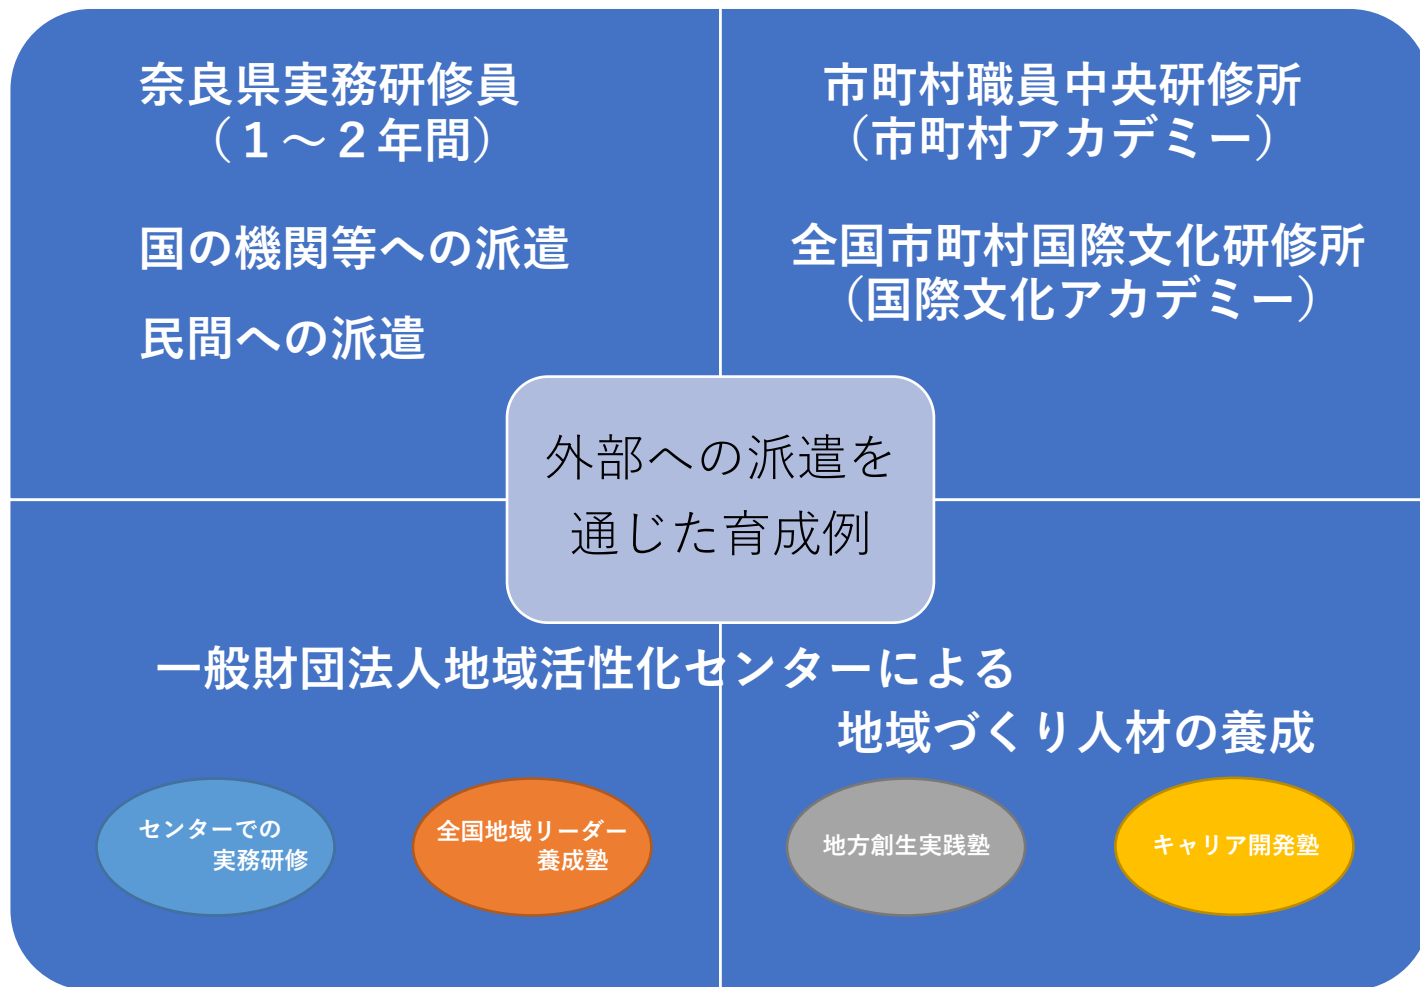 奈良県実務研修員
（１～２年間）
国の機関等への派遣
民間への派遣
市町村職員中央研修所
（市町村アカデミー）
全国市町村国際文化研修所
（国際文化アカデミー）
外部への派遣を
通じた育成例
一般財団法人地域活性化センターによる
地域づくり人材の養成
センターでの
実務研修
全国地域リーダー
養成塾
地方創生実践塾
キャリア開発塾